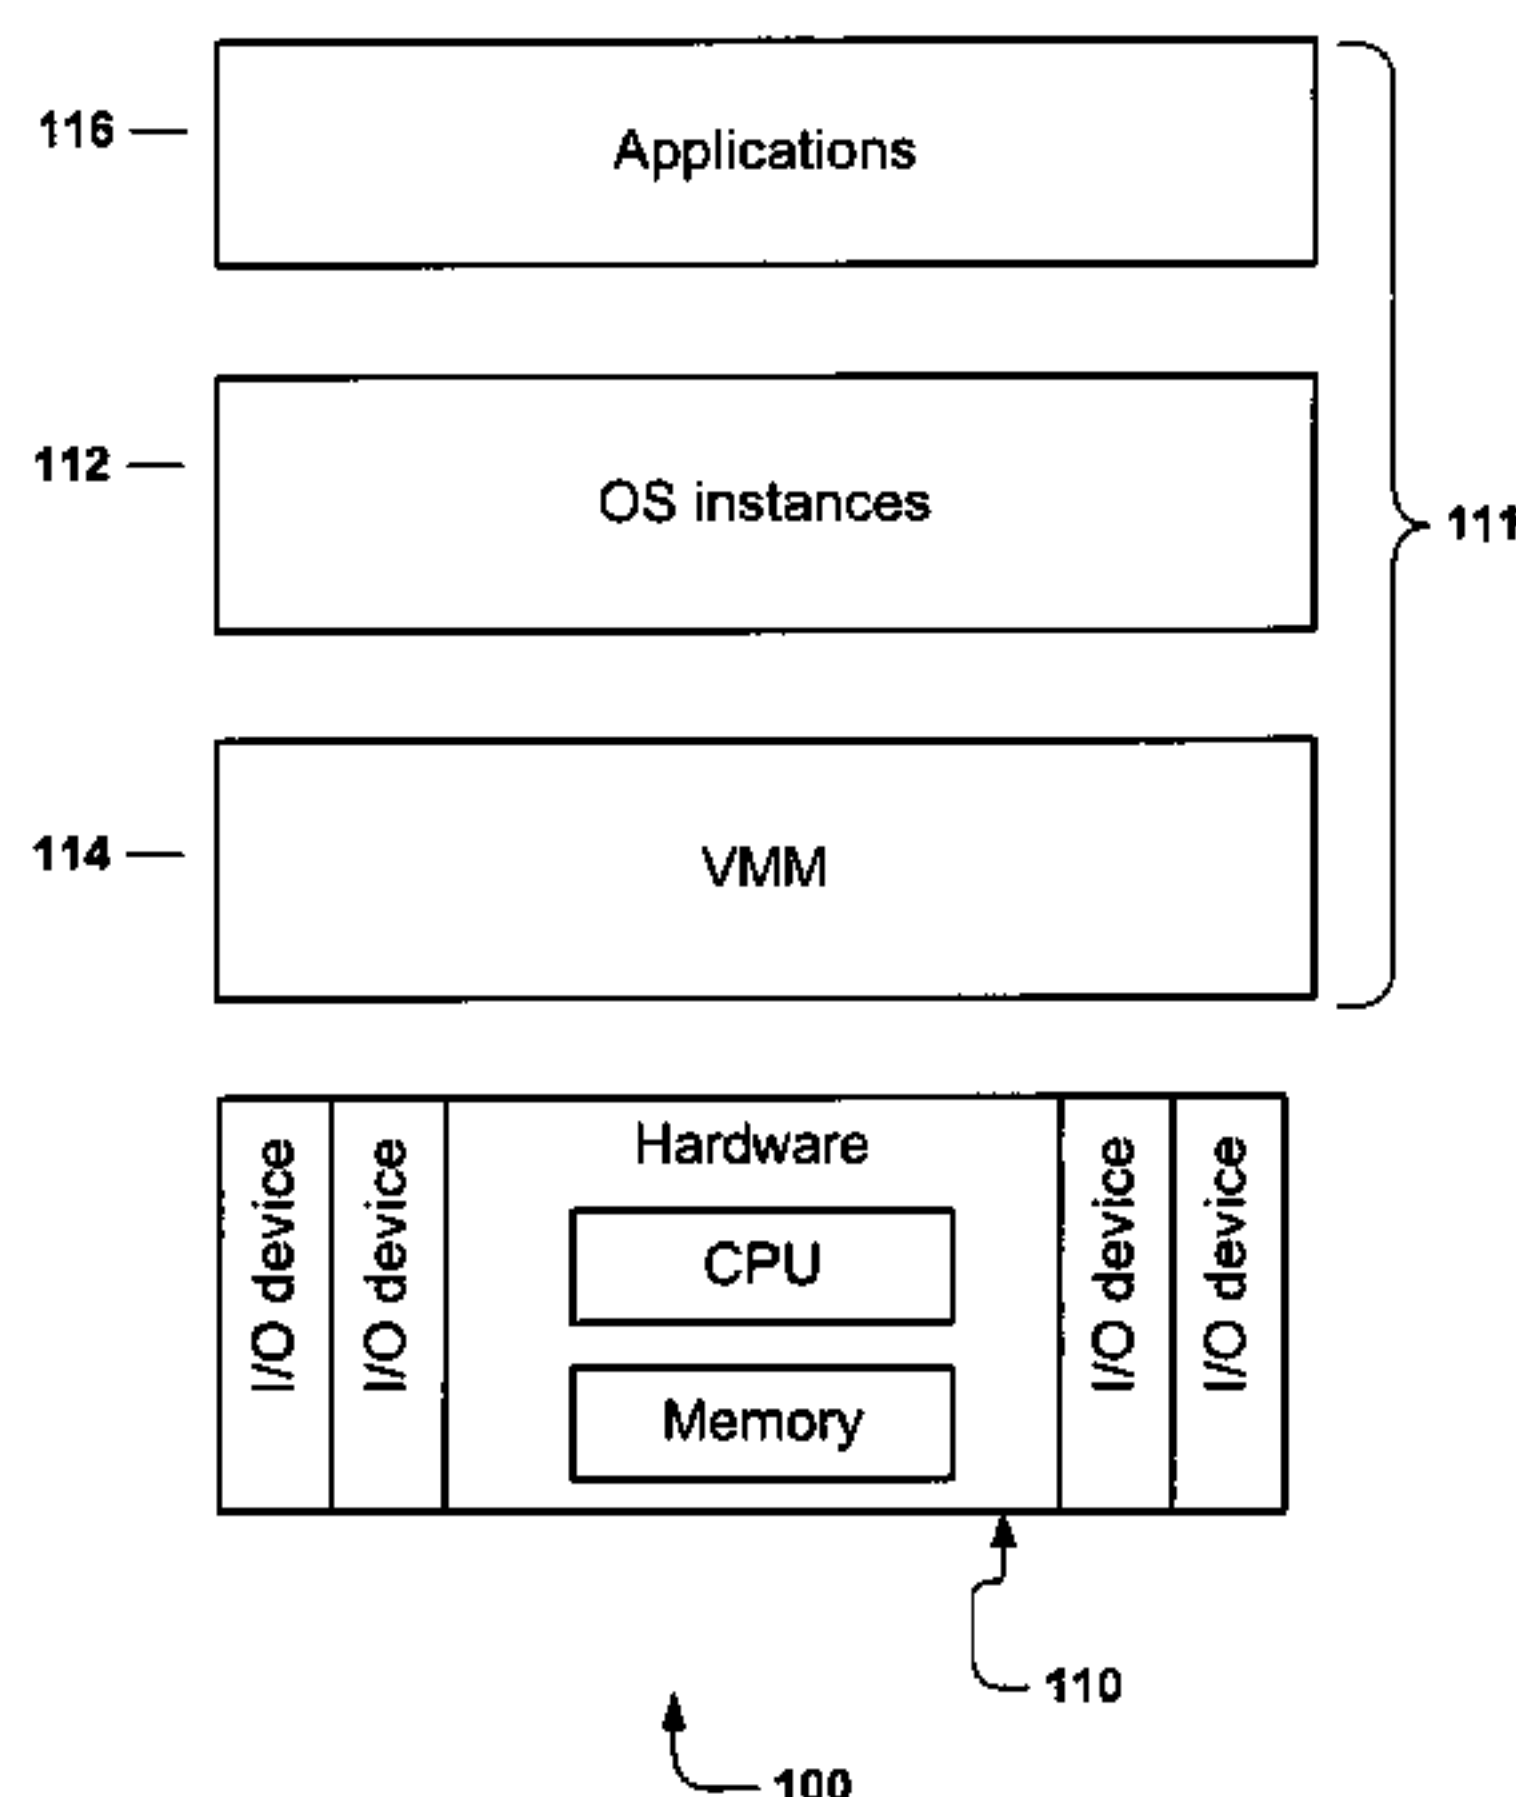 116
Applications
112
OS instances
111
114
VMM
I/O device
I/O device
Hardware
CPU
Memory
I/O device
I/O device
110
100